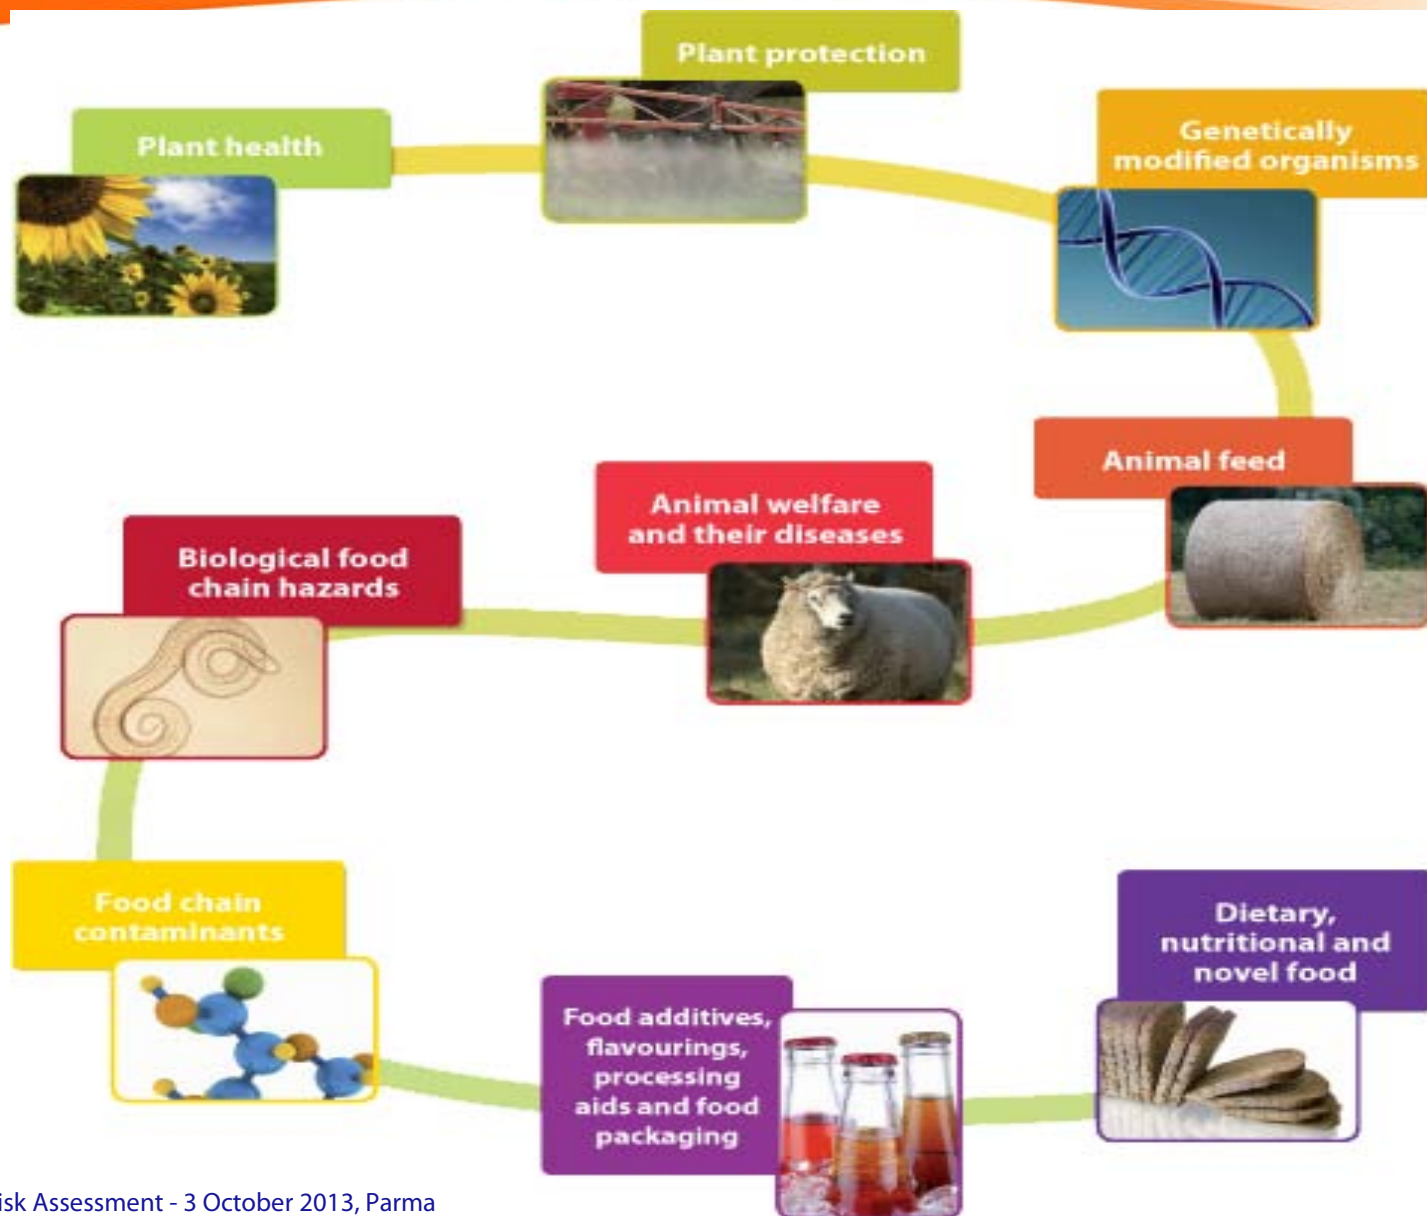 Plant protection
Plant health
Genetically
modified organisms
Animal feed
Animal welfare
and their diseases
Biological food
chain hazards
Food chain
contaminants
Food additives,
flavourings,
processing
aids and food
packaging
Dietary,
nutritional and
novel food
isk Assessment - 3 October 2013, Parma